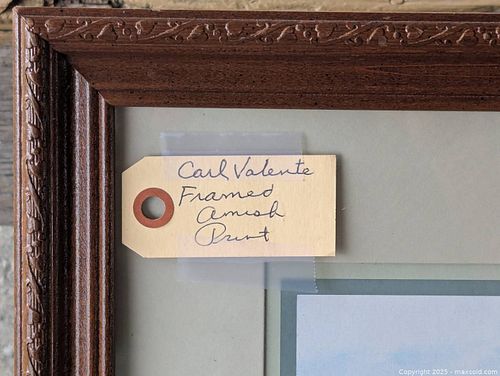 Carl Valente
Framed
Amish
Print
Copyright 2025 - maxsold.com